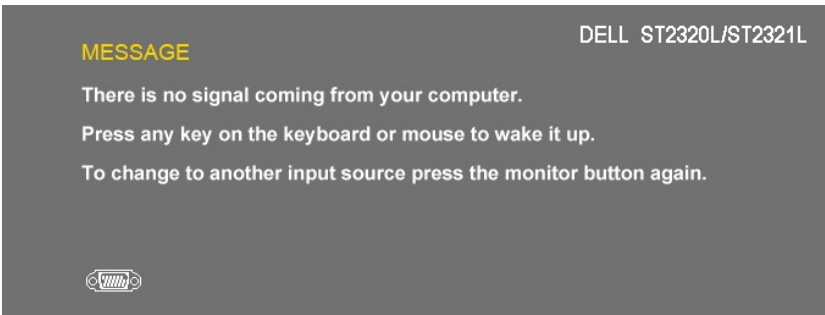 DELL ST2320L/ST2321L
MESSAGE
There is no signal coming from your computer.
Press any key on the keyboard or mouse to wake it up.
To change to another input source press the monitor button again.